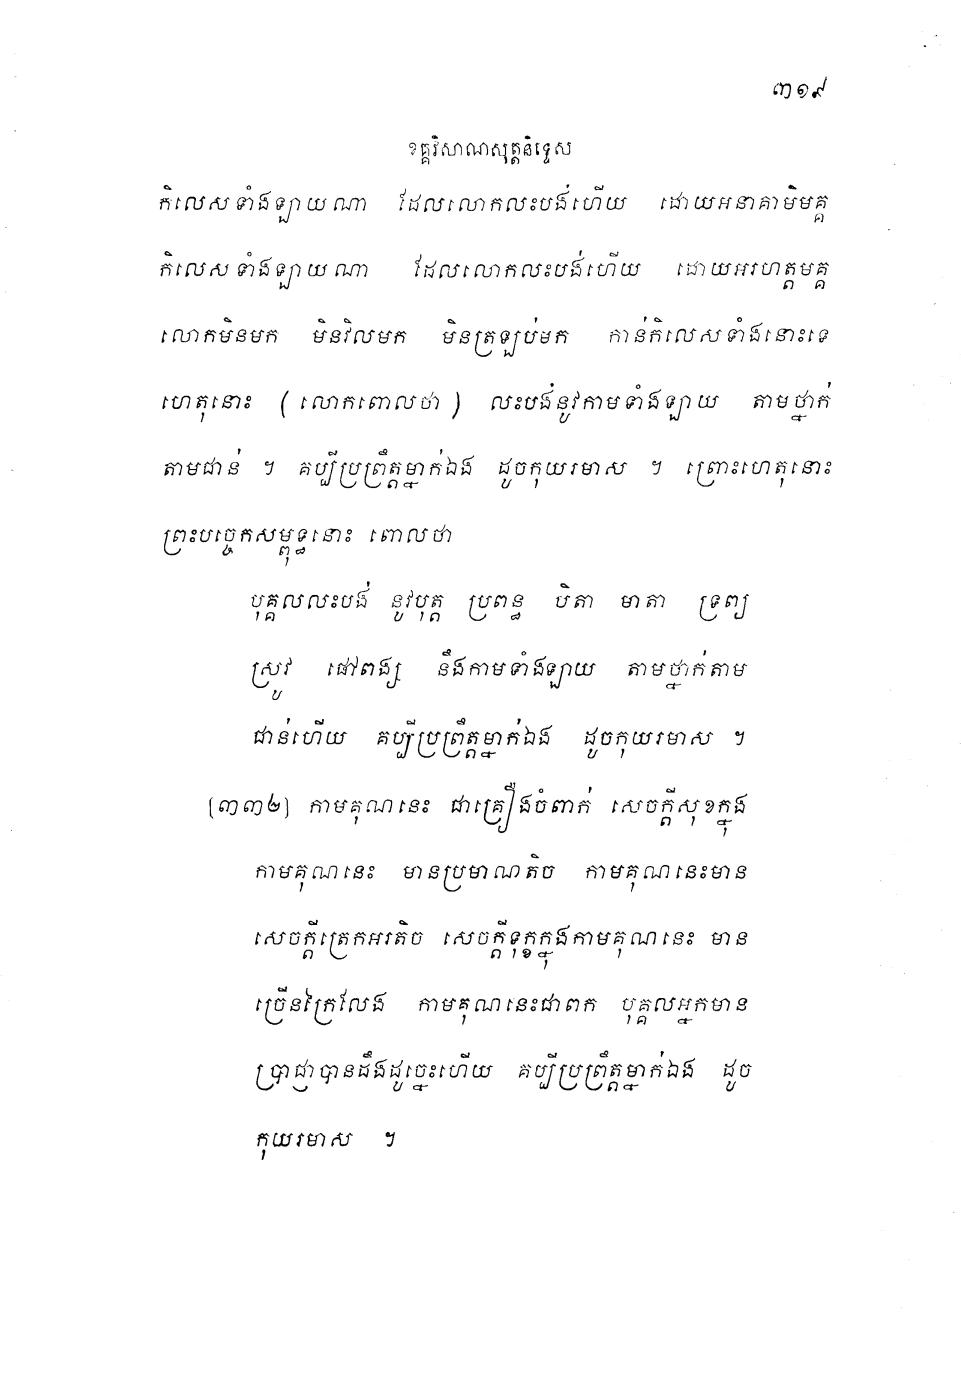 ៣១៩
ខគ្គវិសាណសុត្តនិទ្ទេស
កិលេសទាំងឡាយណា ដែលលោកលះបង់ហើយ ដោយអនាគាមិមគ្គ
កិលេសទាំងឡាយណា ដែលលោកលះបង់ហើយ ដោយអរហត្តមគ្គ
លោកមិនមក មិនវិលមក មិនត្រឡប់មក កាន់កិលេសទាំងនោះទេ
ហេតុនោះ (លោកពោលថា) លះបង់នូវកាមទាំងឡាយ តាមថ្នាក់
តាមជាន់ ។ គប្បីប្រព្រឹត្តម្នាក់ឯង ដូចកុយរមាស ។ ព្រោះហេតុនោះ
ព្រះបច្ចេកសម្ពុទ្ធនោះ ពោលថា
បុគ្គលលះបង់ នូវបុត្ត ប្រពន្ធ បិតា មាតា ទ្រព្យ
ស្រូវ ផៅពង្ស នឹងកាមទាំងឡាយ តាមថ្នាក់តាម
ជាន់ហើយ គប្បីប្រព្រឹត្តម្នាក់ឯង ដូចកុយរមាស ។
[៣៣២] កាមគុណនេះ ជាគ្រឿងចំពាក់ សេចក្តីសុខក្នុង
កាមគុណនេះ មានប្រមាណតិច កាមគុណនេះមាន
សេចក្តីត្រេកអរតិច សេចក្តីទុក្ខក្នុងកាមគុណនេះ មាន
ច្រើនក្រៃលែង កាមគុណនេះជាពក បុគ្គលអ្នកមាន
ប្រាជ្ញាបានដឹងដូច្នេះហើយ គប្បីប្រព្រឹត្តម្នាក់ឯង ដូច
កុយរមាស ។